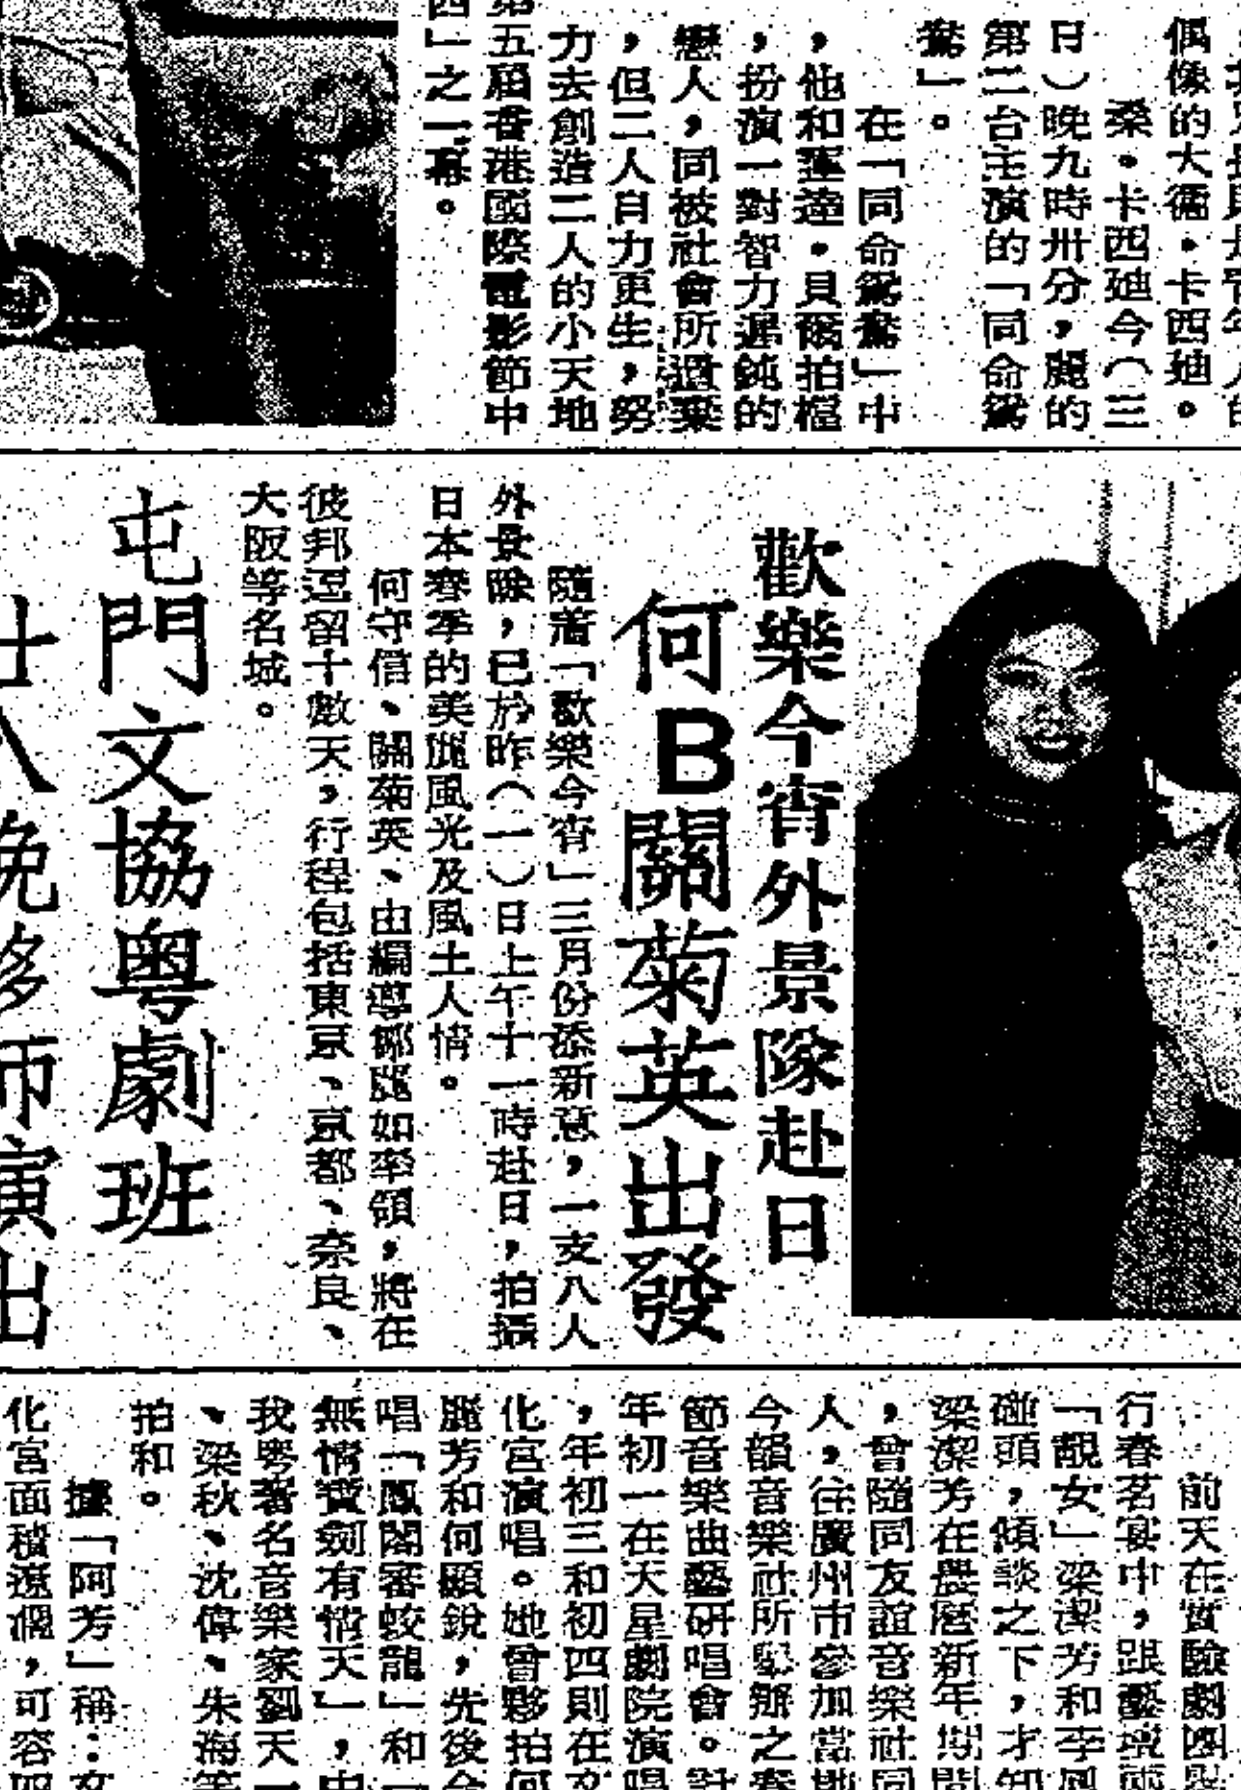 偶像的大衞·卡西廸。
桑·卡西廸今(三
日)晚九時卅分,麗的
第二台主演的「同命鴛
鴦」。
在「同命鴛鴦」中
,他和蓮達·貝爾拍檔
,扮演一對智力遲鈍的
戀人,同被社會所遺棄
,但二人自力更生,努
力去創造二人的小天地
第五屆香港國際電影節中
四」之一幕。
歡樂今宵外景隊赴日
何B關菊英出發
隨着「歡樂今宵」三月份添新意,一支八人
外景隊,已於昨(一)日上午十一時赴日,拍攝
日本春季的美麗風光及風土人情。
何守信、關菊英、由編導鄧麗如率領,將在
彼邦逗留十數天,行程包括東京、京都、奈良、
大阪等名城。
屯門文協粵劇班
廿八晚移師演出
前天在實驗劇團
行春茗宴中,跟藝壇
「靚女」梁潔芳和李鳳
碰頭,傾談之下,才知
梁潔芳在農曆新年期間
,曾隨同友誼音樂社同
人,往廣州市參加當地
今韻音樂社所舉辦之春
節音樂曲藝研唱會。計
年初一在天星劇院演唱
,年初三和初四則在文
化宮演唱。她曾夥拍何
麗芳和何顯銳,先後合
唱「鳳閣審蛟龍」和「
無情寶劍有情天」,由
我粵著名音樂家劉天一
、梁秋、沈偉、朱海等
拍和。
據「阿芳」稱:文
化宮面積遼濶,可容四